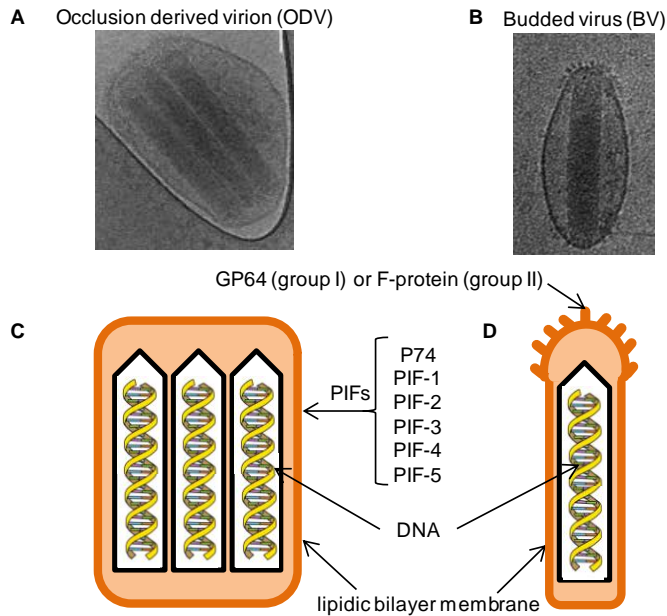 A Occlusion derived virion (ODV)
B Budded virus (BV)
GP64 (group I) or F-protein (group II)
C
D
PIFs
P74
PIF-1
PIF-2
PIF-3
PIF-4
PIF-5
DNA
lipidic bilayer membrane